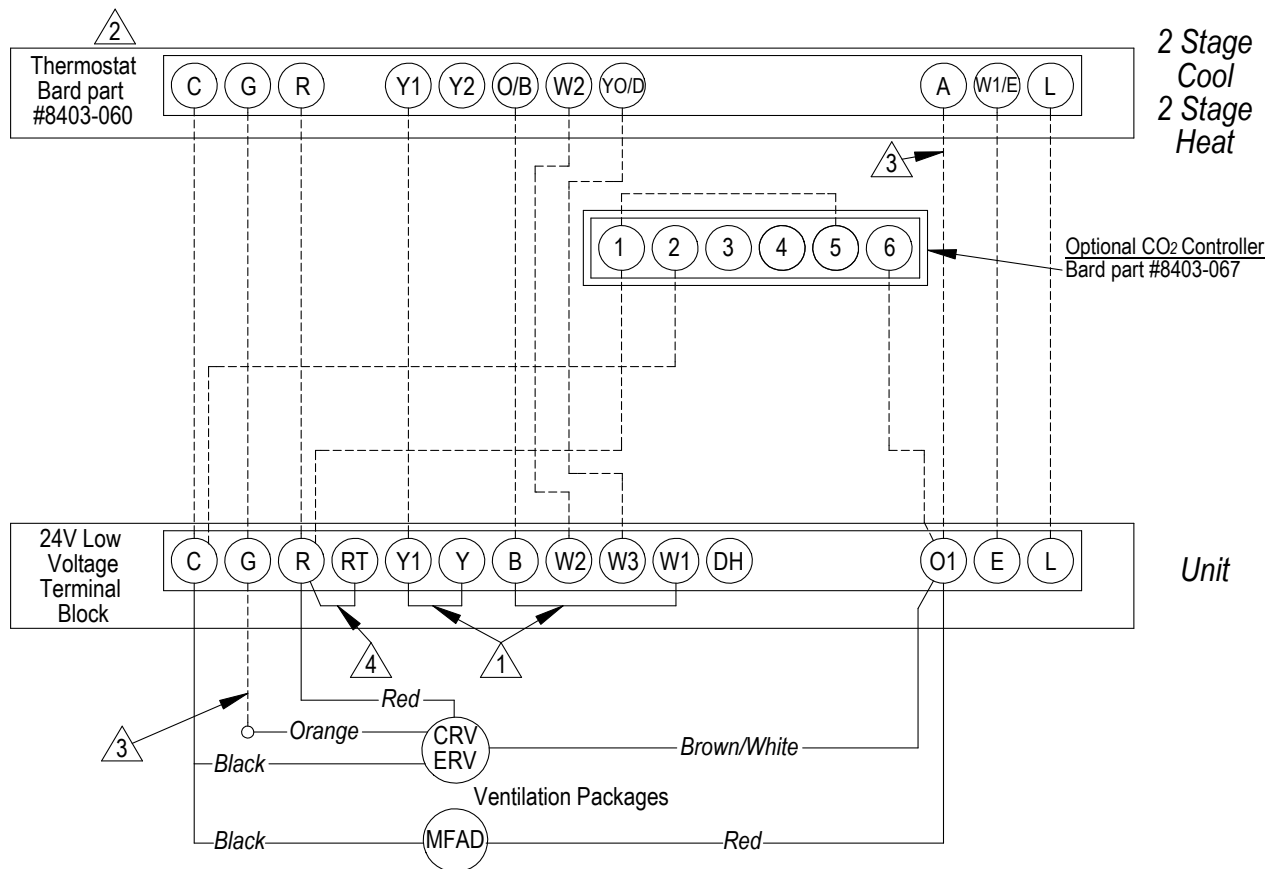 2
Thermostat
Bard part
#8403-060
C G R Y1 Y2 O/B W2 YO/D A W1/E L
2 Stage
Cool
2 Stage
Heat
3
1 2 3 4 5 6
Optional CO2 Controller
Bard part #8403-067
24V Low
Voltage
Terminal
Block
C G R RT Y1 Y B W2 W3 W1 DH O1 E L
Unit
4 1
Red
3
Orange
CRV
ERV
Brown/White
Black
Ventilation Packages
Black MFAD Red